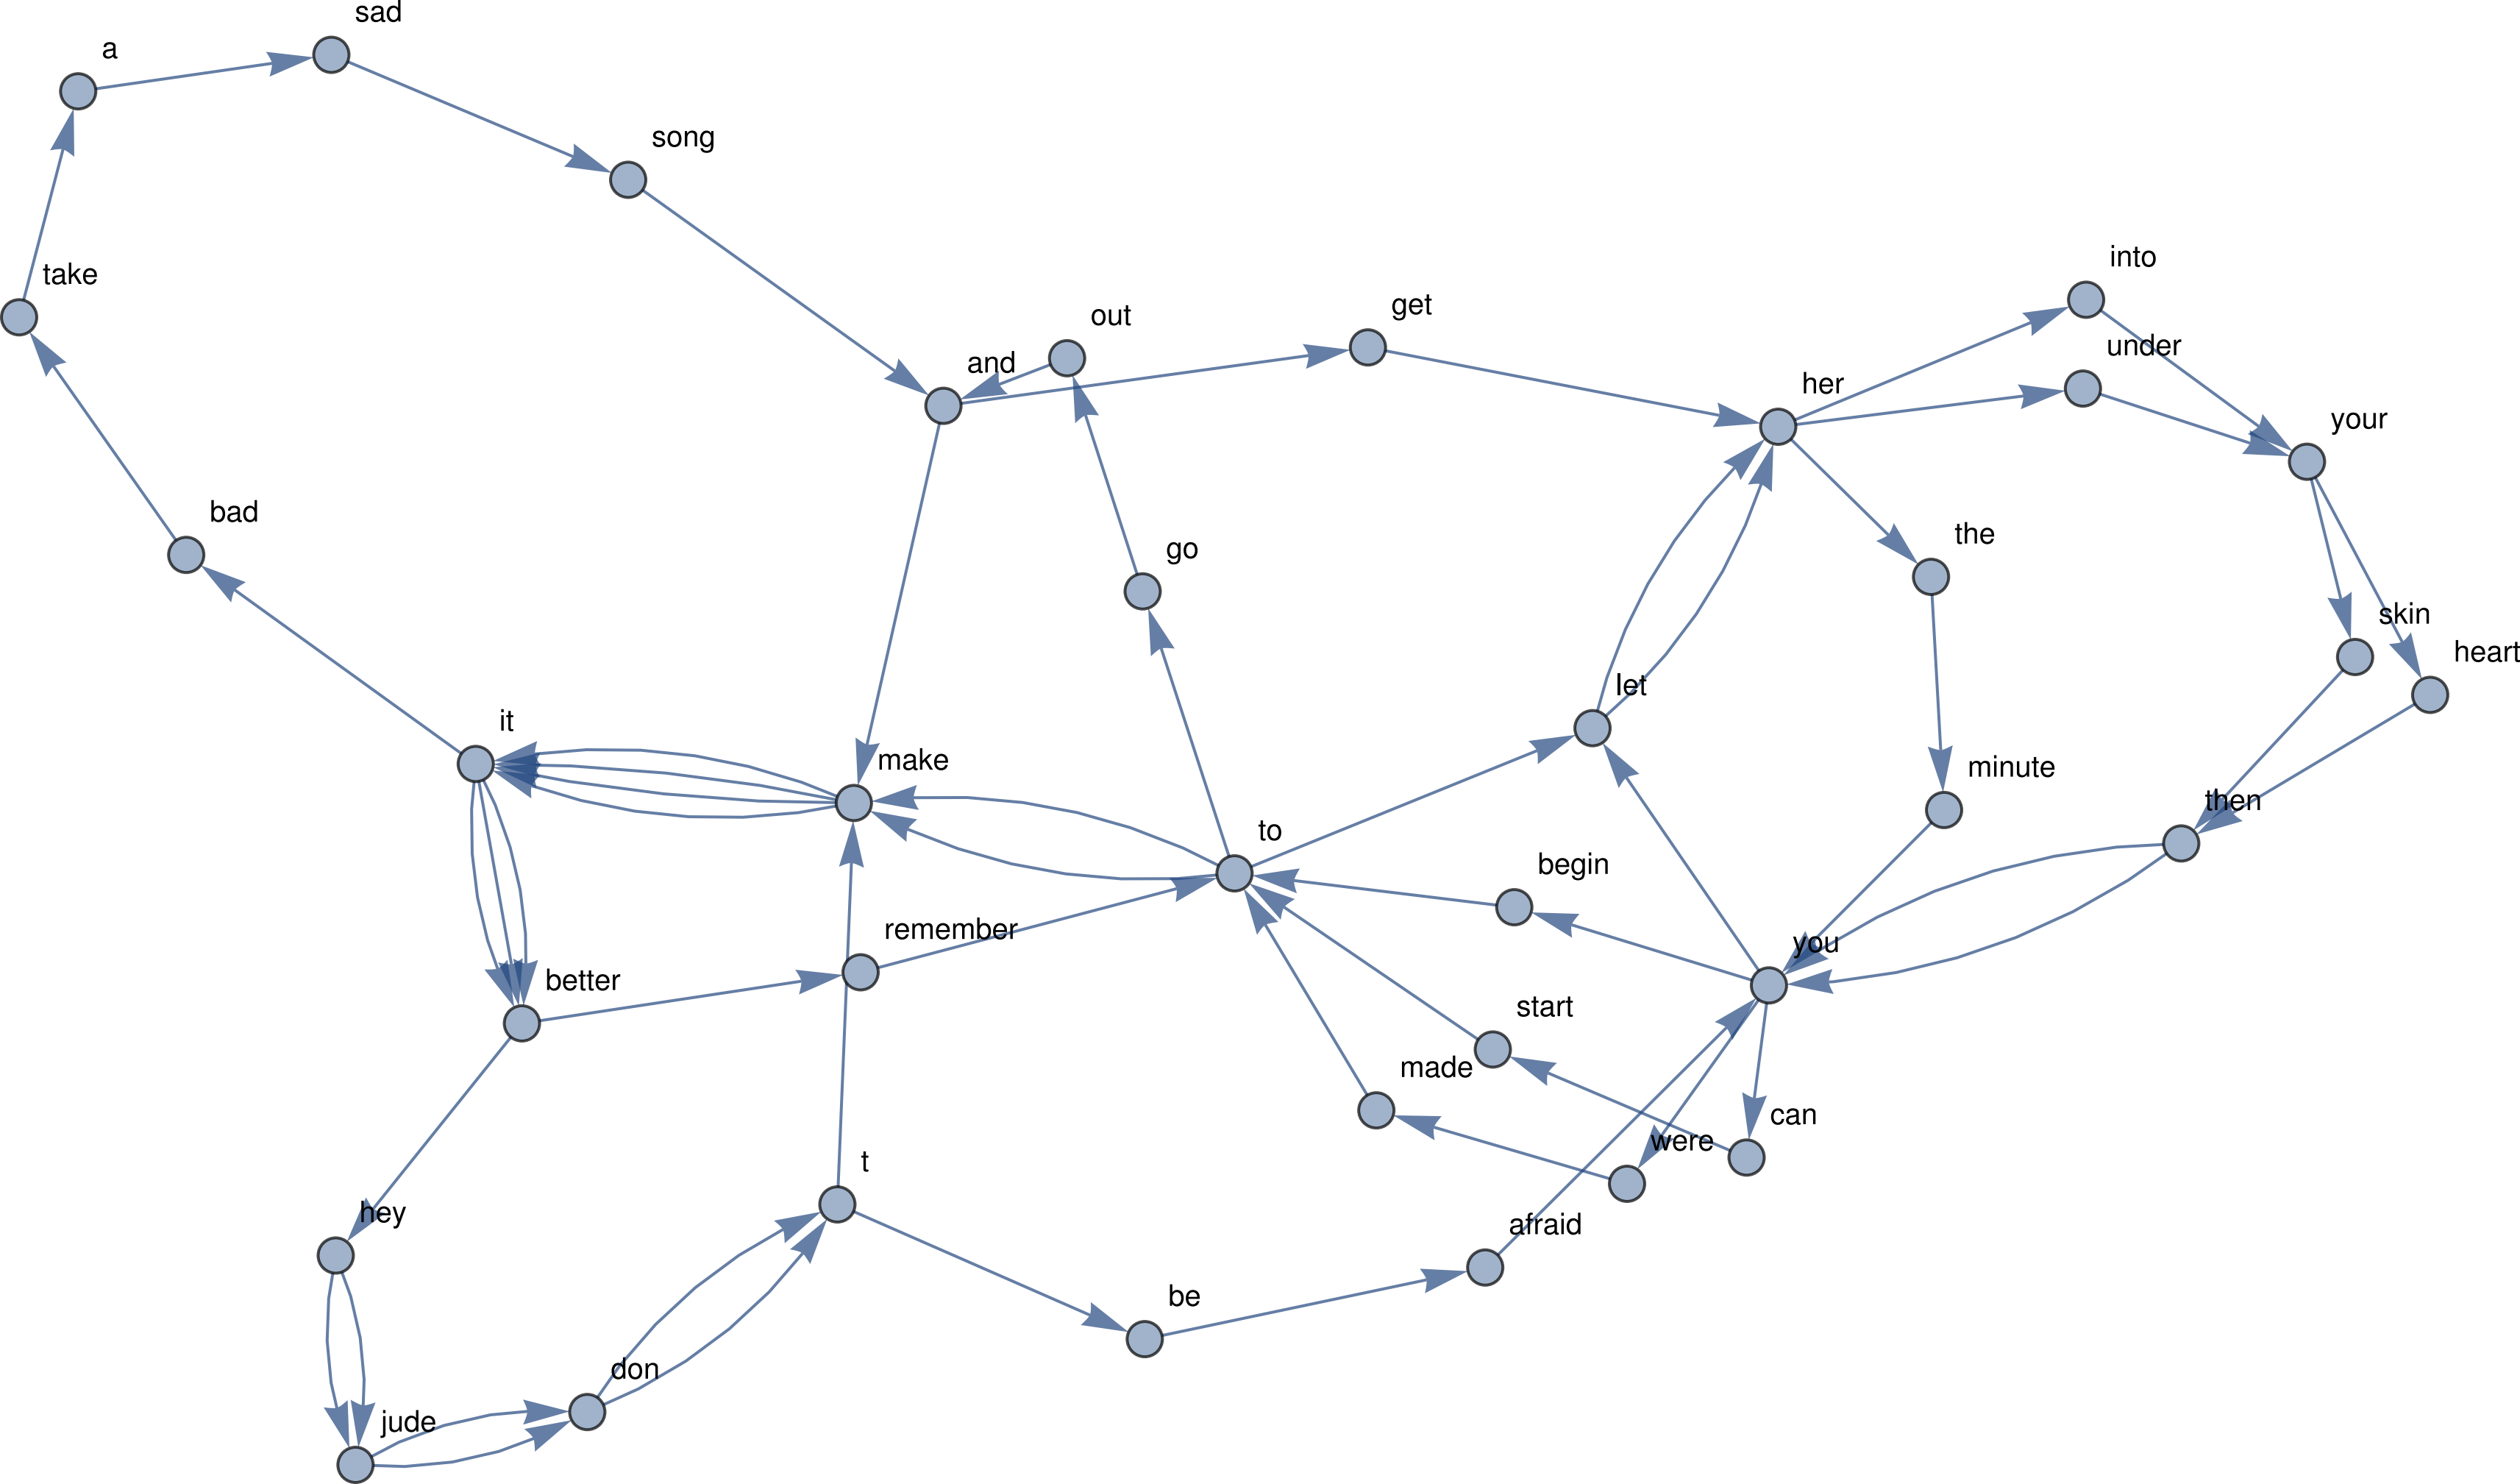 sad
a
song
into
take
get
out
under
and
her
your
bad
the
go
skin
heart
let
it
make
minute
then
to
begin
remember
you
better
start
made
can
were
t
hey
afraid
be
don
jude